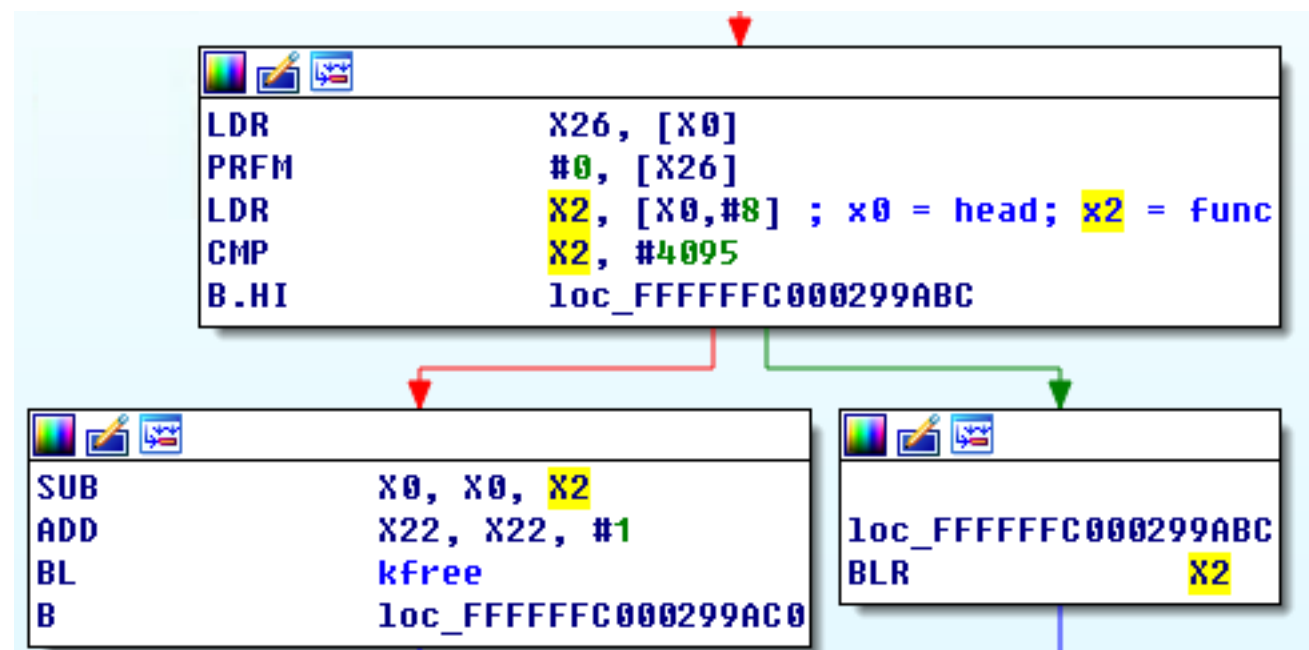 LDR X26, [X0]
PRFM #0, [X26]
LDR X2, [X0,#8] ; x0 = head; x2 = func
CMP X2, #4095
B.HI loc_FFFFFFC000299ABC
SUB X0, X0, X2
ADD X22, X22, #1
BL kfree
B loc_FFFFFFC000299AC0
loc_FFFFFFC000299ABC
BLR X2